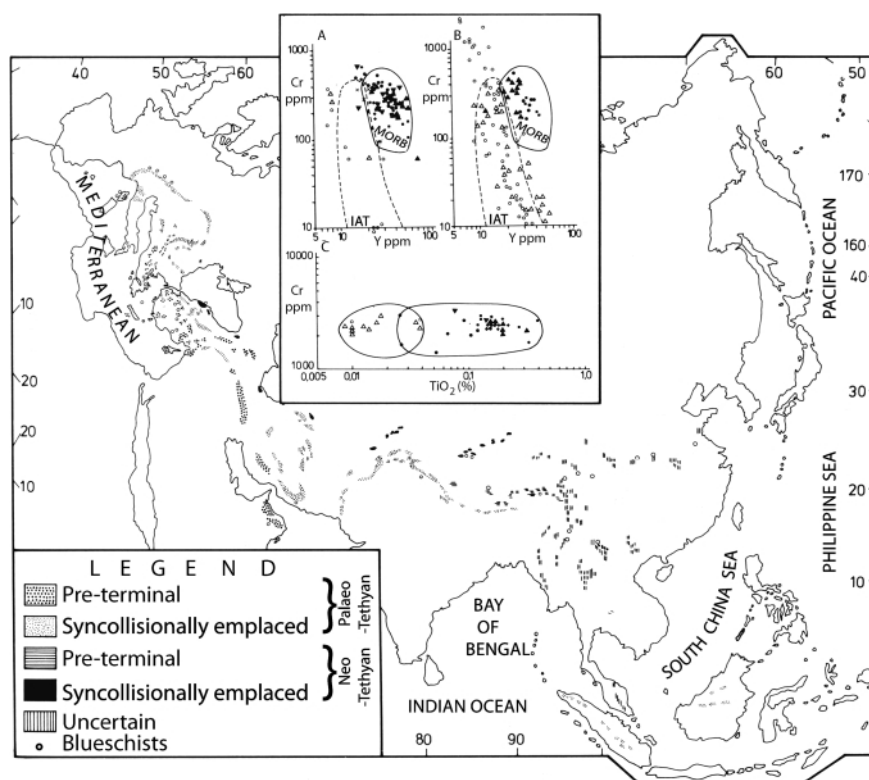 A
B
1000
1000
Cr
ppm
Cr
ppm
MORB
MORB
100
100
IAT
IAT
10
10
5
10
Y ppm
100
5
10
Y ppm
100
C
10000
Cr
ppm
1000
0.005
0.01
0.1
1.0
TiO2 (%)
40
50
60
60
50
170
160
40
30
20
10
10
20
20
10
80
90
MEDITERRANEAN
PACIFIC OCEAN
PHILIPPINE SEA
SOUTH CHINA SEA
BAY
OF
BENGAL
INDIAN OCEAN
LEGEND
Pre-terminal
Syncollisionally emplaced
Palaeo
-Tethyan
Pre-terminal
Syncollisionally emplaced
Neo
-Tethyan
Uncertain
Blueschists